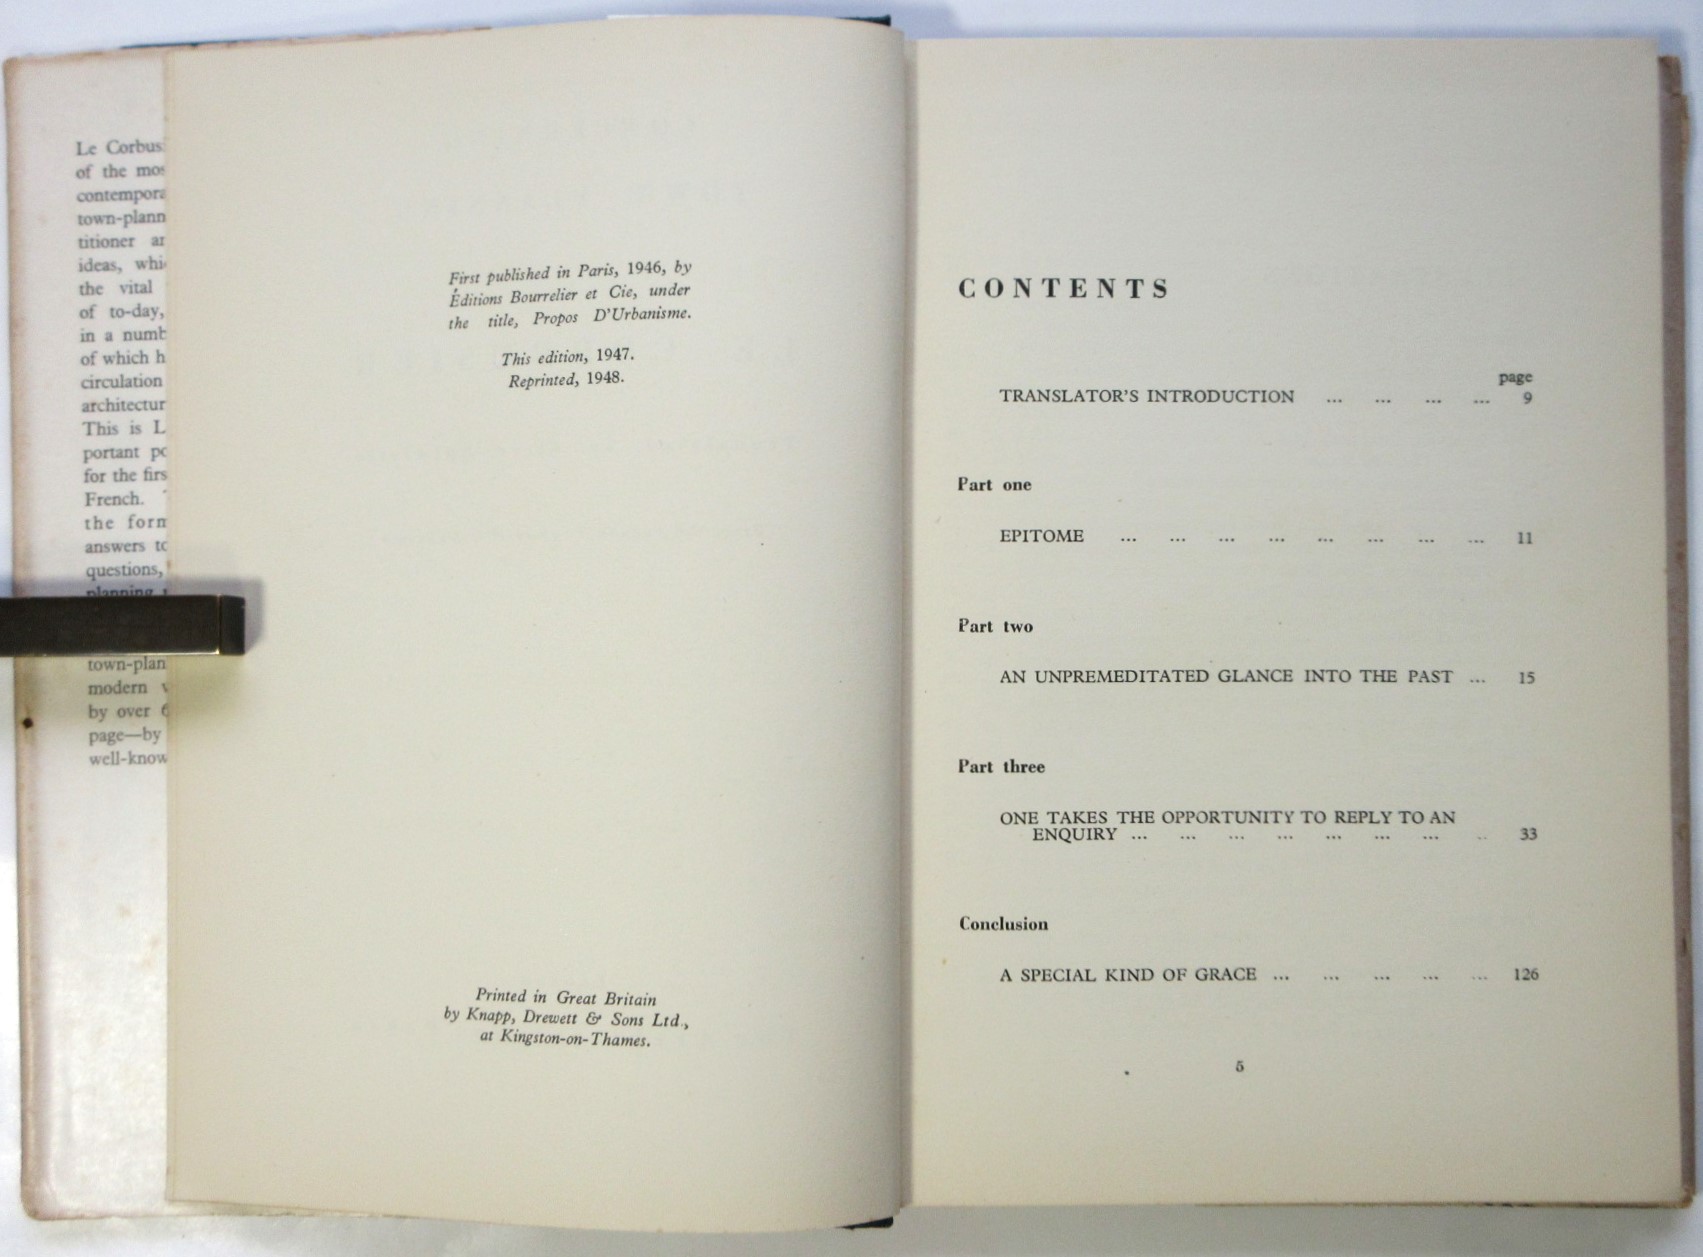 Le Corbus
of the mos
contempora
town-plann
titioner ar
ideas, whi
the vital
of to-day,
in a numb
of which h
circulation
architectur
This is L
portant po
for the firs
French.
the form
answers to
questions,
planning
town-plan
modern v
by over 6
page—by
well-know
First published in Paris, 1946, by
Éditions Bourrelier et Cie, under
the title, Propos D'Urbanisme.
This edition, 1947.
Reprinted, 1948.
Printed in Great Britain
by Knapp, Drewett & Sons Ltd.,
at Kingston-on-Thames.
CONTENTS
page
TRANSLATOR'S INTRODUCTION ... ... ... ... 9
Part one
EPITOME ... ... ... ... ... ... ... ... 11
Part two
AN UNPREMEDITATED GLANCE INTO THE PAST ... 15
Part three
ONE TAKES THE OPPORTUNITY TO REPLY TO AN
ENQUIRY ... ... ... ... ... ... ... .. 33
Conclusion
A SPECIAL KIND OF GRACE ... ... ... ... ... 126
5